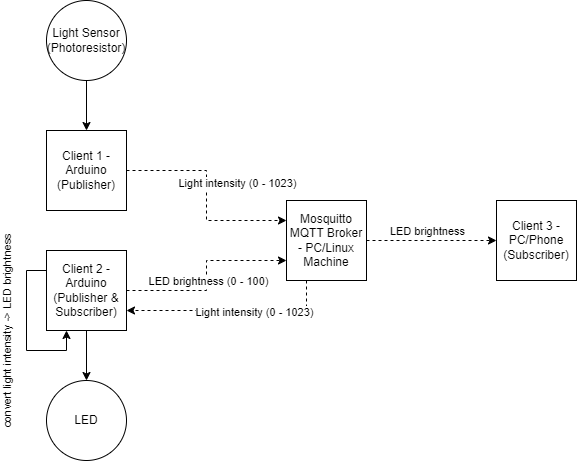 Light Sensor
(Photoresistor)
Client 1 -
Arduino
(Publisher)
Light intensity (0 - 1023)
Mosquitto
MQTT Broker
- PC/Linux
Machine
LED brightness
Client 3 -
PC/Phone
(Subscriber)
Client 2 -
Arduino
(Publisher &
Subscriber)
LED brightness (0 - 100)
Light intensity (0 - 1023)
convert light intensity -> LED brightness
LED